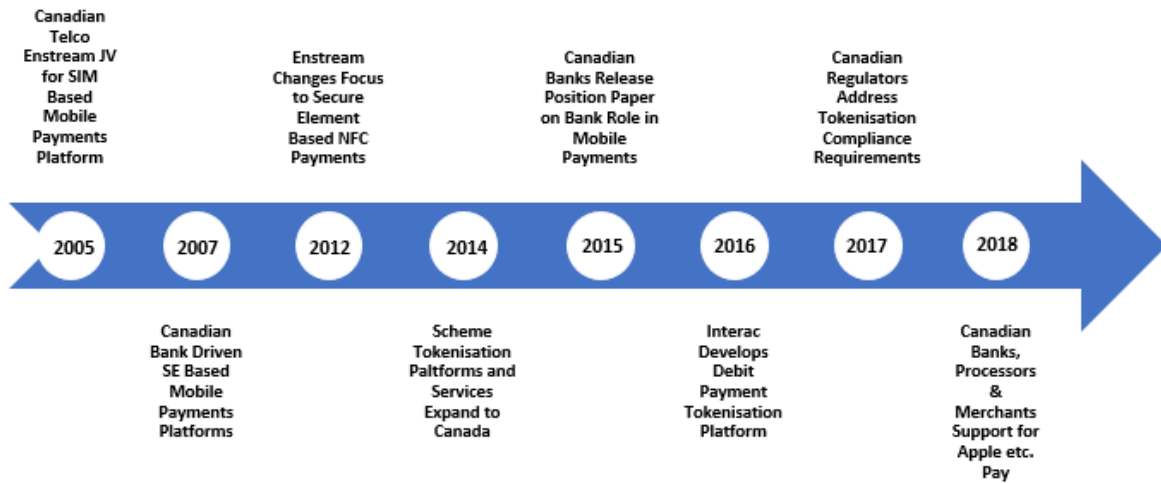 Canadian
Telco
Enstream JV
for SIM
Based
Mobile
Payments
Platform
Enstream
Changes Focus
to Secure
Element
Based NFC
Payments
Canadian
Banks Release
Position Paper
on Bank Role in
Mobile
Payments
Canadian
Regulators
Address
Tokenisation
Compliance
Requirements
2005
2007
2012
2014
2015
2016
2017
2018
Canadian
Bank Driven
SE Based
Mobile
Payments
Platforms
Scheme
Tokenisation
Paltforms and
Services
Expand to
Canada
Interac
Develops
Debit
Payment
Tokenisation
Platform
Canadian
Banks,
Processors
&
Merchants
Support for
Apple etc.
Pay